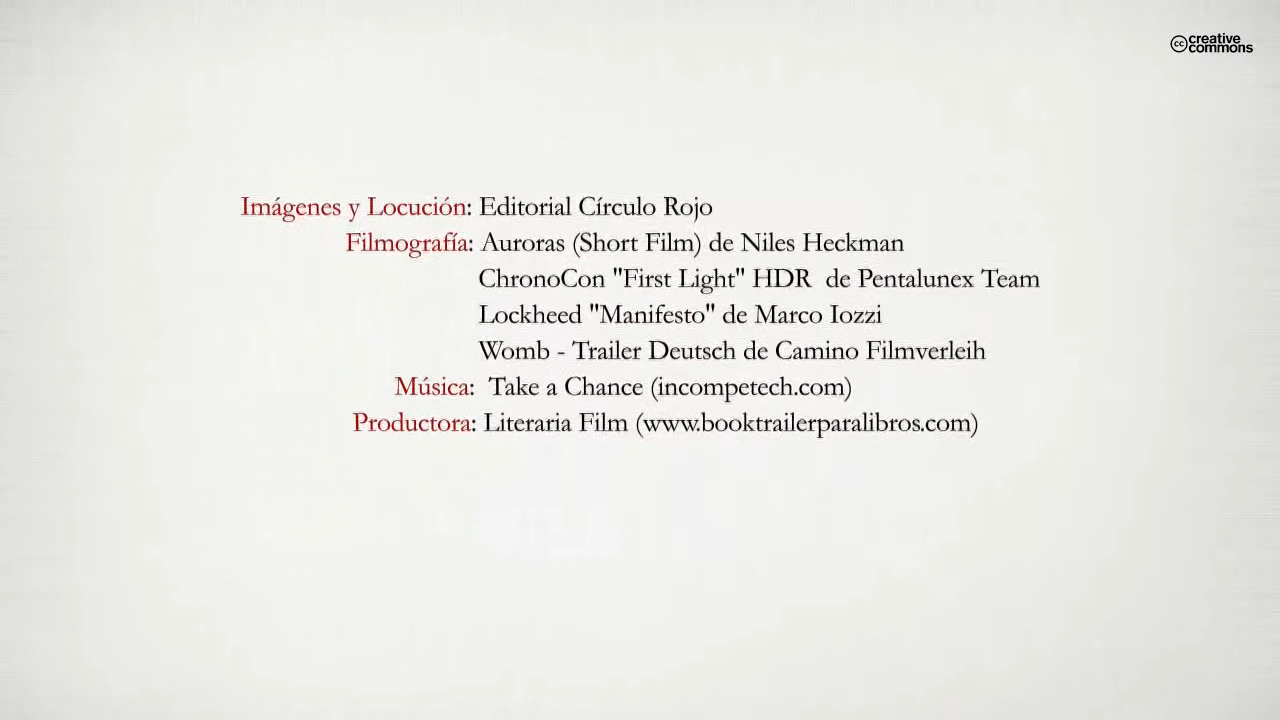 creative
commons
Imágenes y Locución: Editorial Círculo Rojo
Filmografía: Auroras (Short Film) de Niles Heckman
ChronoCon "First Light" HDR  de Pentalunex Team
Lockheed "Manifesto" de Marco Iozzi
Womb - Trailer Deutsch de Camino Filmverleih
Música:  Take a Chance (incompetech.com)
Productora: Literaria Film (www.booktrailerparalibros.com)